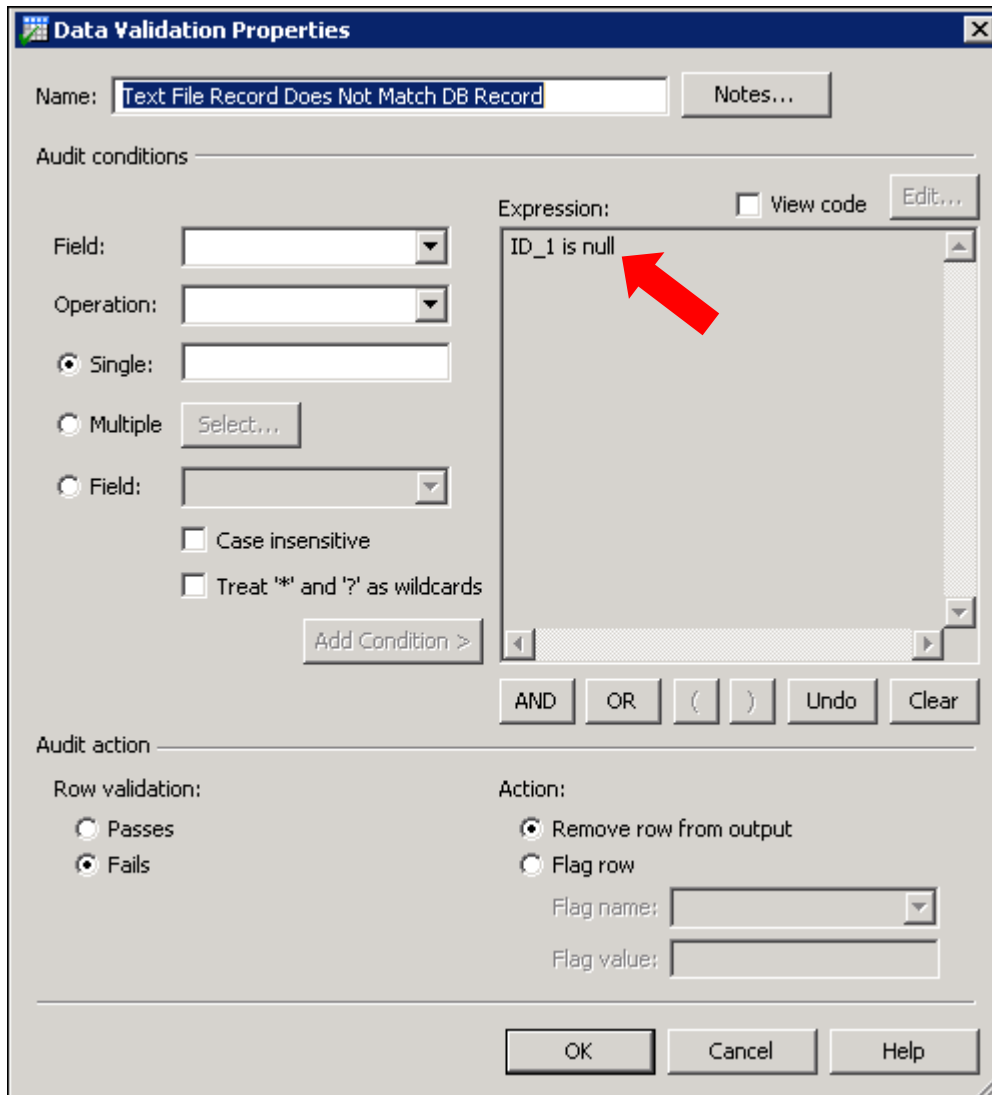 Data Validation Properties
Name: Text File Record Does Not Match DB Record Notes...
Audit conditions
Expression: View code Edit...
Field:
ID_1 is null
Operation:
Single:
Multiple Select...
Field:
Case insensitive
Treat '*' and '?' as wildcards
Add Condition >
AND OR ( ) Undo Clear
Audit action
Row validation: Action:
Passes Remove row from output
Fails Flag row
Flag name:
Flag value:
OK Cancel Help